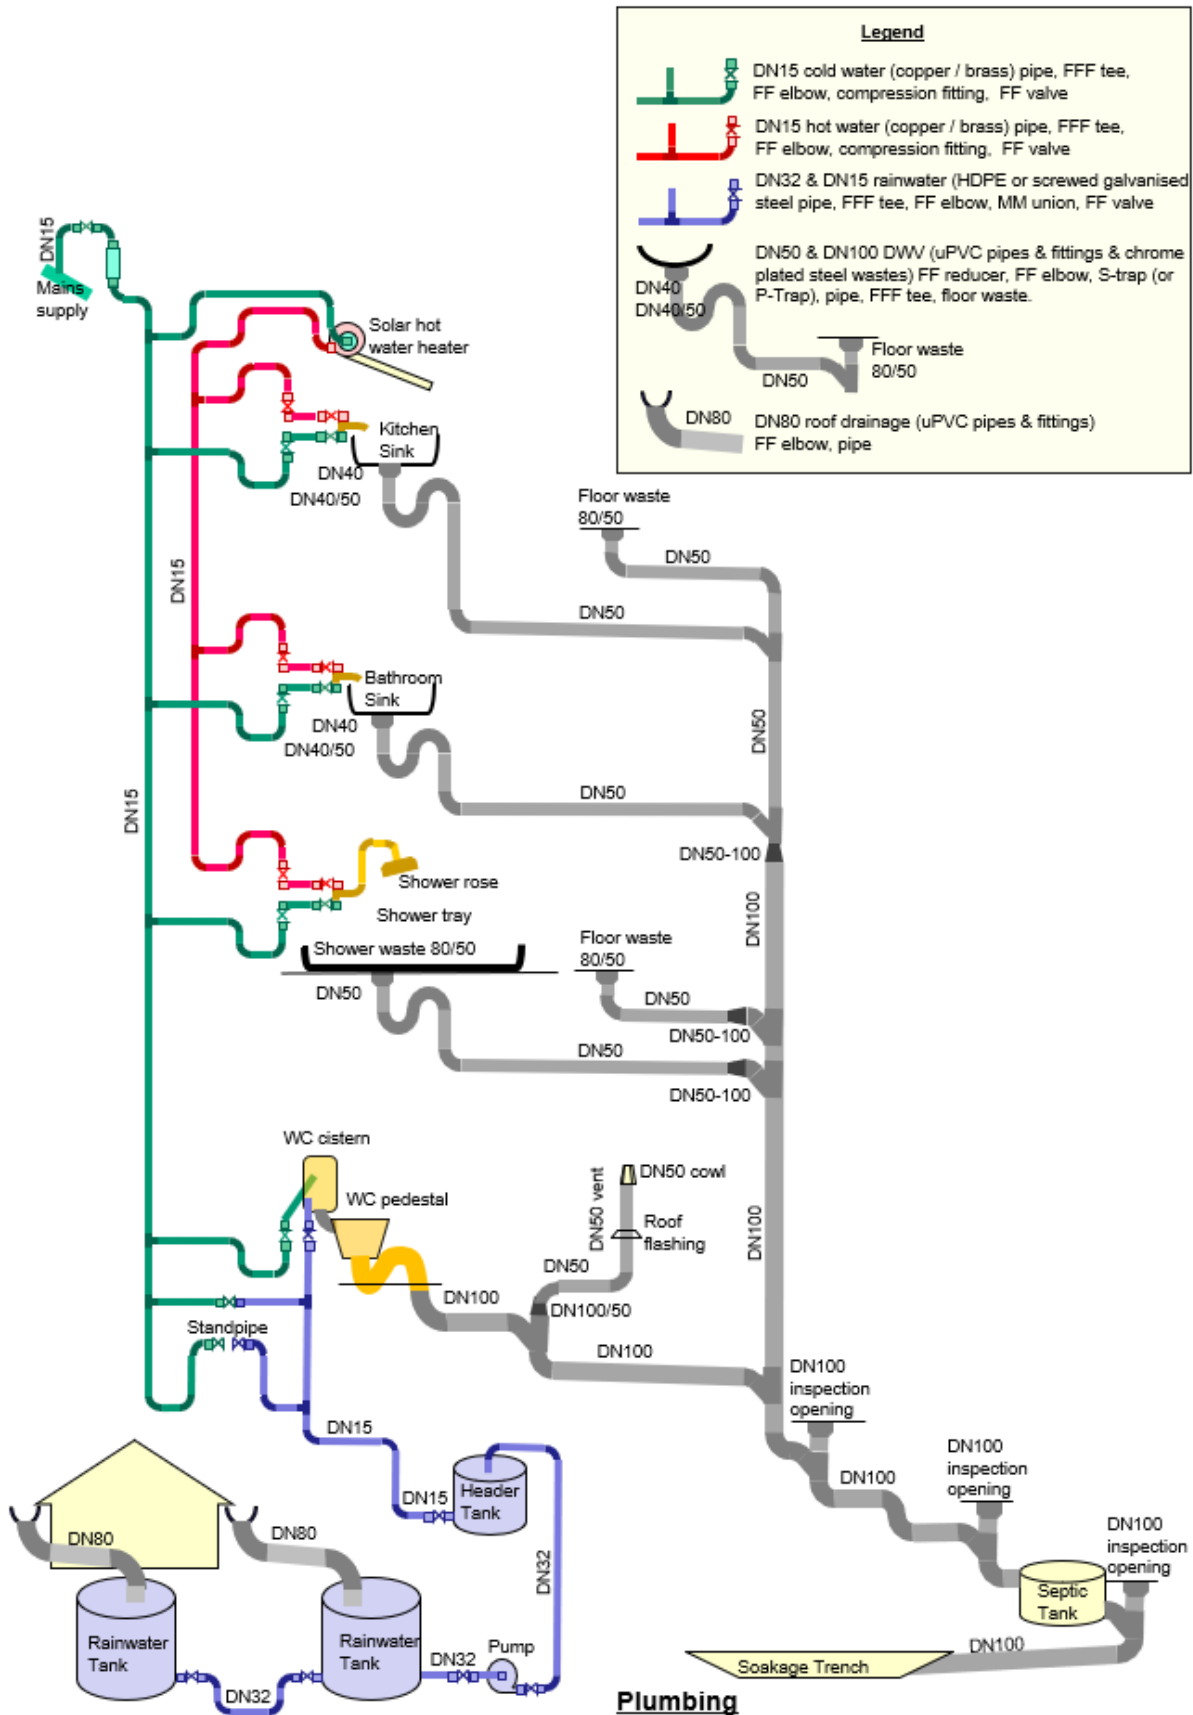 Legend
DN15 cold water (copper / brass) pipe, FFF tee,
FF elbow, compression fitting, FF valve
DN15 hot water (copper / brass) pipe, FFF tee,
FF elbow, compression fitting, FF valve
DN32 & DN15 rainwater (HDPE or screwed galvanised
steel pipe, FFF tee, FF elbow, MM union, FF valve
DN50 & DN100 DWV (uPVC pipes & fittings & chrome
plated steel wastes) FF reducer, FF elbow, S-trap (or
P-Trap), pipe, FFF tee, floor waste.
DN40
DN40/50
DN50
Floor waste
80/50
DN80
DN80 roof drainage (uPVC pipes & fittings)
FF elbow, pipe
DN15
Mains
supply
Solar hot
water heater
Kitchen
Sink
DN40
DN40/50
Floor waste
80/50
DN50
DN15
DN50
Bathroom
Sink
DN40
DN40/50
DN50
DN50
DN15
DN50-100
Shower rose
Shower tray
Shower waste 80/50
DN50
Floor waste
80/50
DN100
DN50
DN50-100
DN50
DN50-100
WC cistern
WC pedestal
DN50 vent
DN50 cowl
Roof
flashing
DN100
DN50
DN100
DN100/50
DN100
Standpipe
DN15
DN100
inspection
opening
DN100
DN100
inspection
opening
DN100
inspection
opening
DN15
Header
Tank
DN80
DN80
DN32
Septic
Tank
Rainwater
Tank
Rainwater
Tank
DN32
Pump
DN32
DN100
Soakage Trench
Plumbing